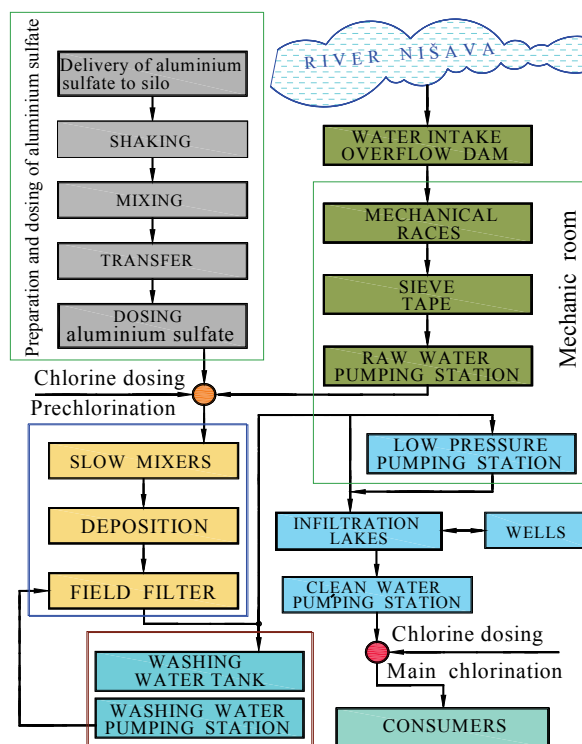 Preparation and dosing of aluminium sulfate
Delivery of aluminium
sulfate to silo
SHAKING
MIXING
TRANSFER
DOSING
aluminium sulfate
RIVER NIŠAVA
WATER INTAKE
OVERFLOW DAM
MECHANICAL
RACES
SIEVE
TAPE
RAW WATER
PUMPING STATION
Mechanic room
Chlorine dosing
Prechlorination
SLOW MIXERS
DEPOSITION
FIELD FILTER
LOW PRESSURE
PUMPING STATION
INFILTRATION
LAKES
WELLS
CLEAN WATER
PUMPING STATION
Chlorine dosing
Main chlorination
WASHING
WATER TANK
WASHING WATER
PUMPING STATION
CONSUMERS